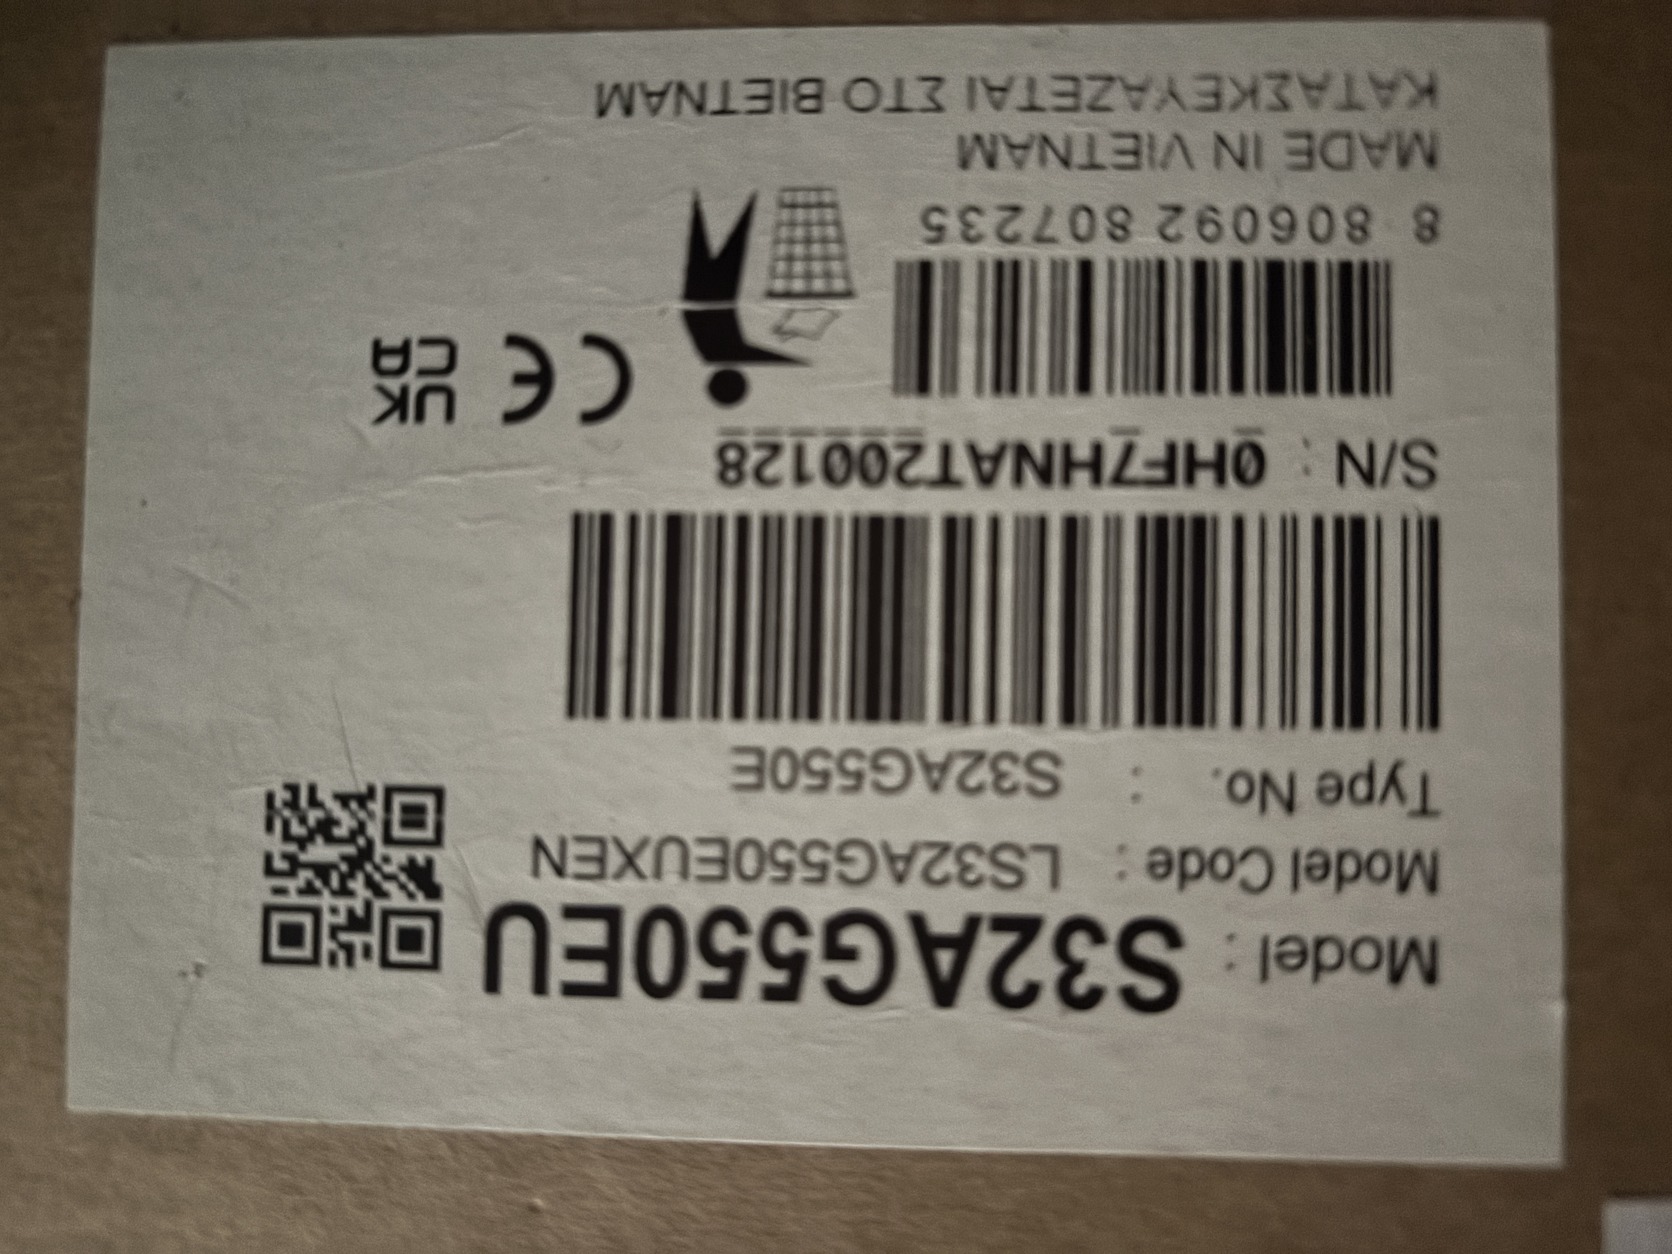 Model : S32AG550EU
Model Code : LS32AG550EUXEN
Type No. : S32AG550E
S/N : 0HF7HNAT200128
8 806092 807235
CE
UK
CA
MADE IN VIETNAM
ΚΑΤΑΣΚΕΥΑΖΕΤΑΙ ΣΤΟ ΒΙΕΤΝΑΜ